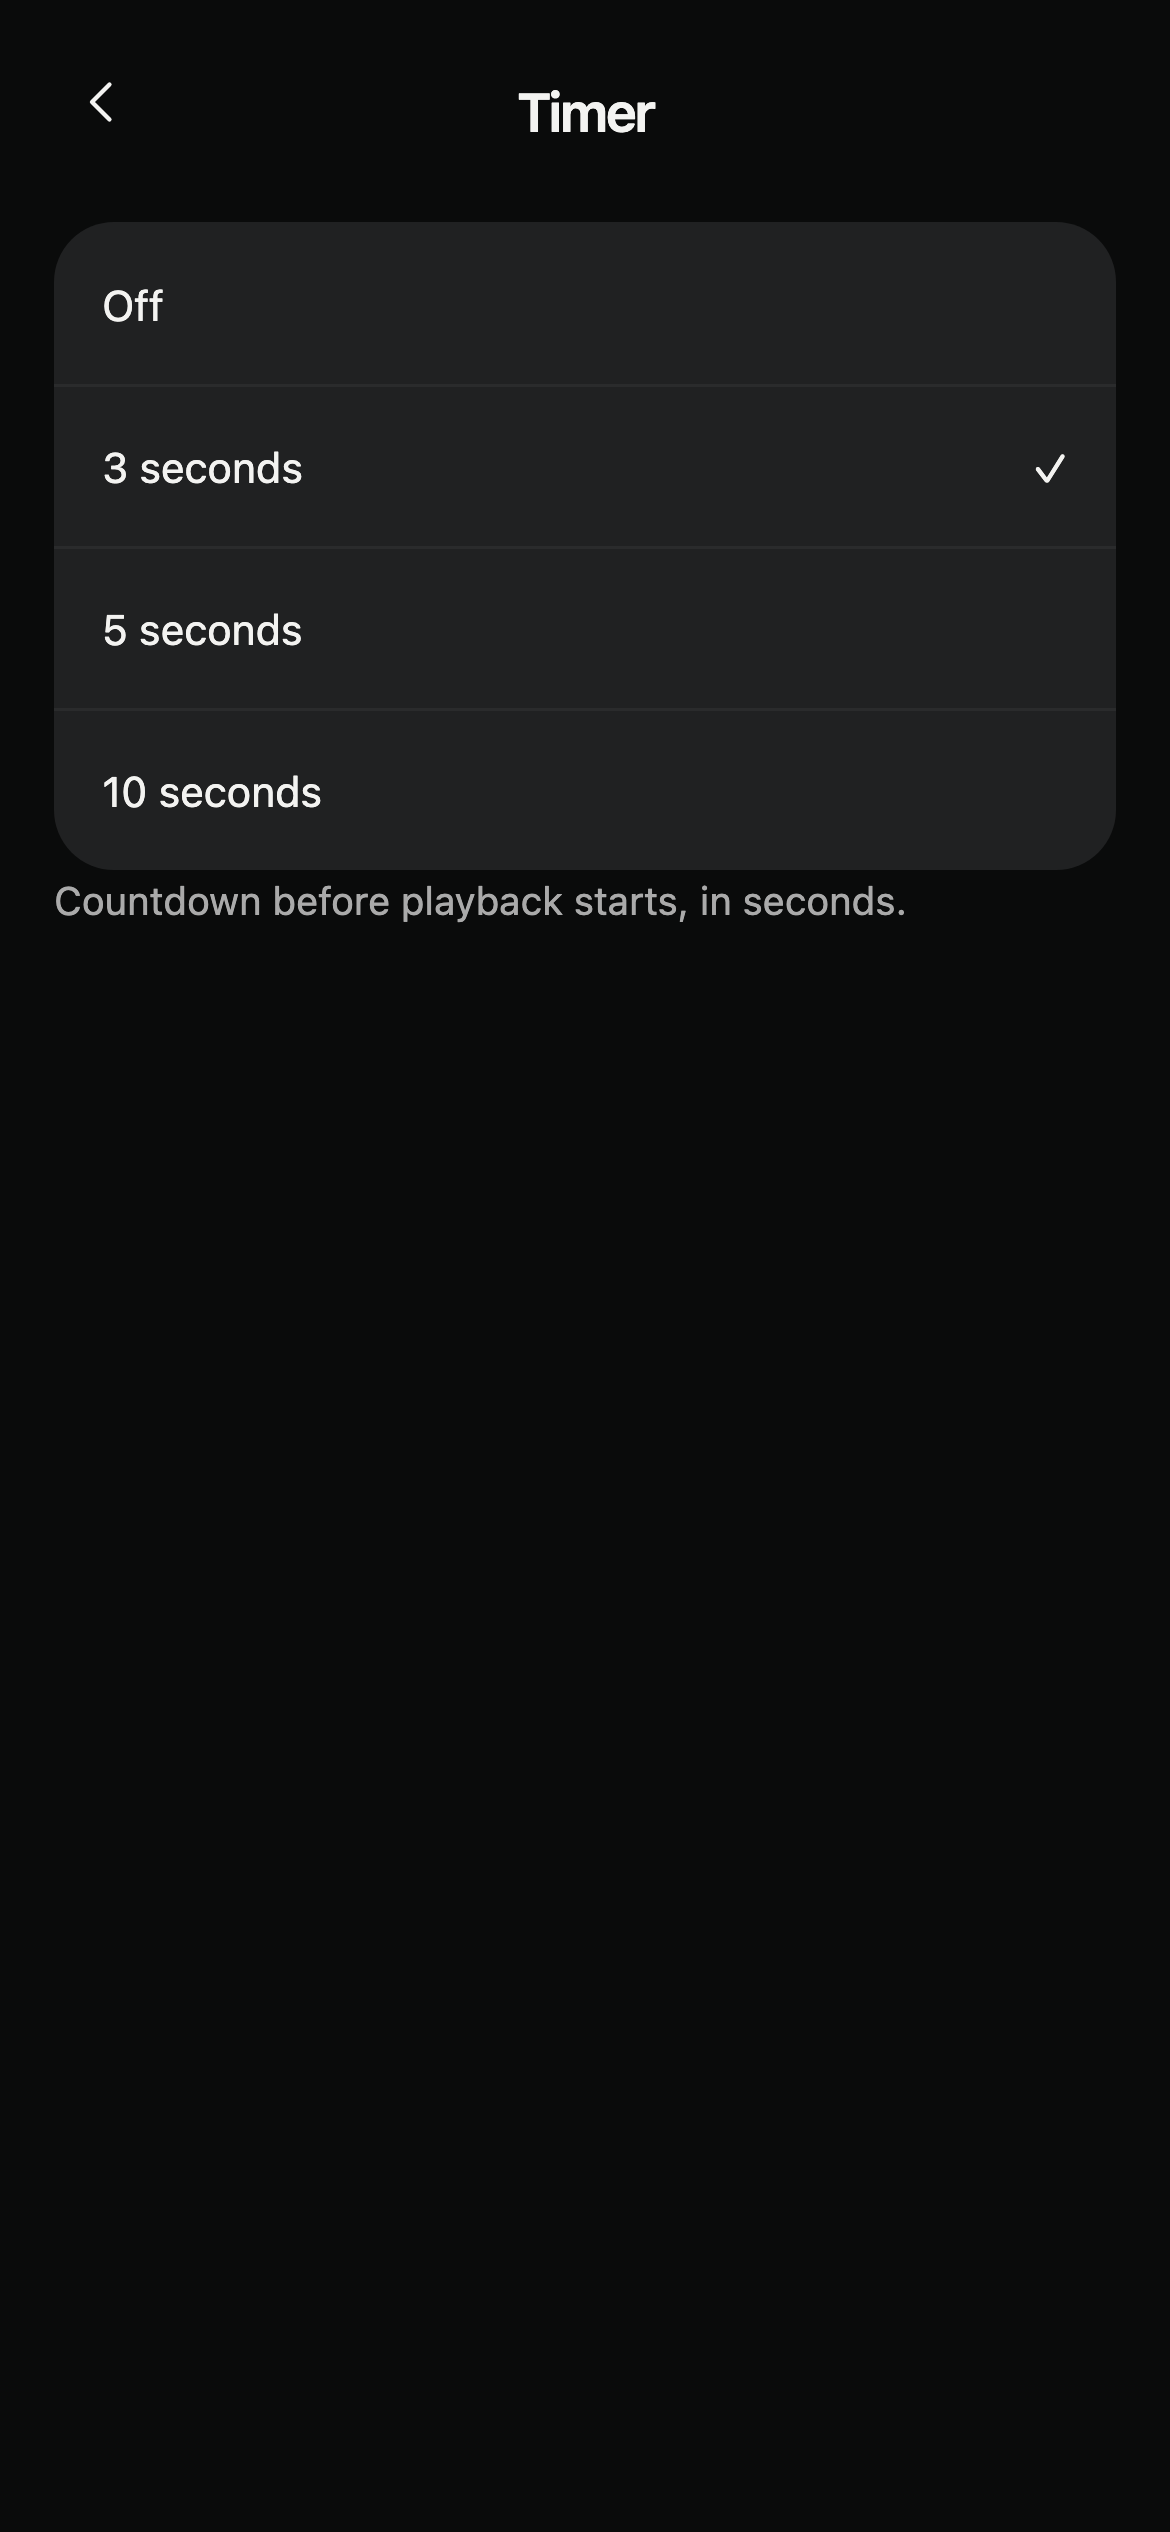 Timer
Off
3 seconds
5 seconds
10 seconds
Countdown before playback starts, in seconds.